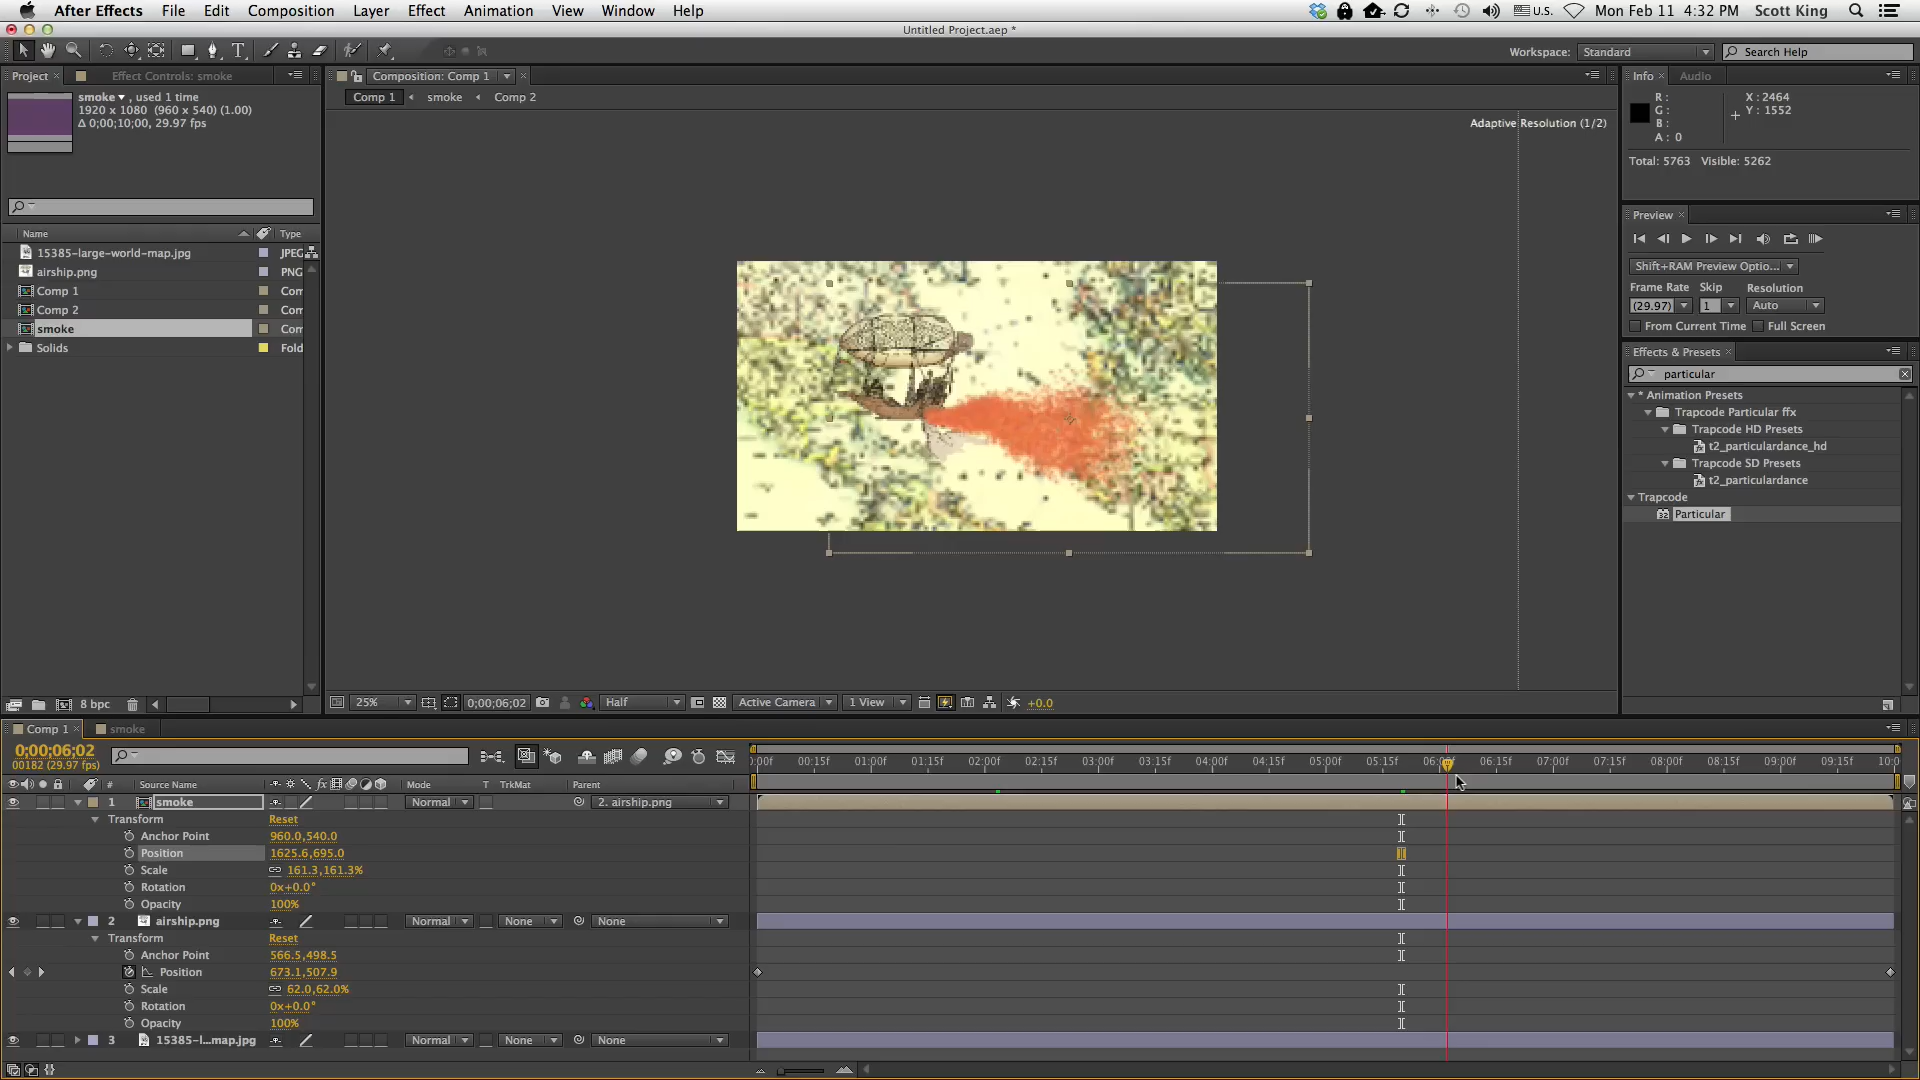 After Effects File Edit Composition Layer Effect Animation View Window Help U.S. Mon Feb 11 4:32 PM Scott King
Untitled Project.aep *
Workspace: Standard Search Help
Project Effect Controls: smoke Composition: Comp 1 Info Audio
smoke , used 1 time
1920 x 1080 (960 x 540) (1.00)
Δ 0;00;10;00, 29.97 fps
Comp 1 smoke Comp 2
R : X : 2464
G : Y : 1552
B :
A : 0
Adaptive Resolution (1/2)
Total: 5763 Visible: 5262
Preview
Name Type
15385-large-world-map.jpg JPEG
airship.png PNG
Comp 1 Com
Comp 2 Com
smoke Com
Solids Fold
Shift+RAM Preview Optio...
Frame Rate Skip Resolution
(29.97) 1 Auto
From Current Time Full Screen
Effects & Presets
particular
* Animation Presets
Trapcode Particular ffx
Trapcode HD Presets
t2_particulardance_hd
Trapcode SD Presets
t2_particulardance
Trapcode
32 Particular
8 bpc 25% 0;00;06;02 Half Active Camera 1 View +0.0
Comp 1 smoke
0;00;06;02
00182 (29.97 fps)
0:00f 00:15f 01:00f 01:15f 02:00f 02:15f 03:00f 03:15f 04:00f 04:15f 05:00f 05:15f 06:00f 06:15f 07:00f 07:15f 08:00f 08:15f 09:00f 09:15f 10:0
# Source Name fx Mode T TrkMat Parent
1 smoke Normal 2. airship.png
Transform Reset
Anchor Point 960.0,540.0
Position 1625.6,695.0
Scale 161.3,161.3%
Rotation 0x+0.0°
Opacity 100%
2 airship.png Normal None None
Transform Reset
Anchor Point 566.5,498.5
Position 673.1,507.9
Scale 62.0,62.0%
Rotation 0x+0.0°
Opacity 100%
3 15385-l...map.jpg Normal None None